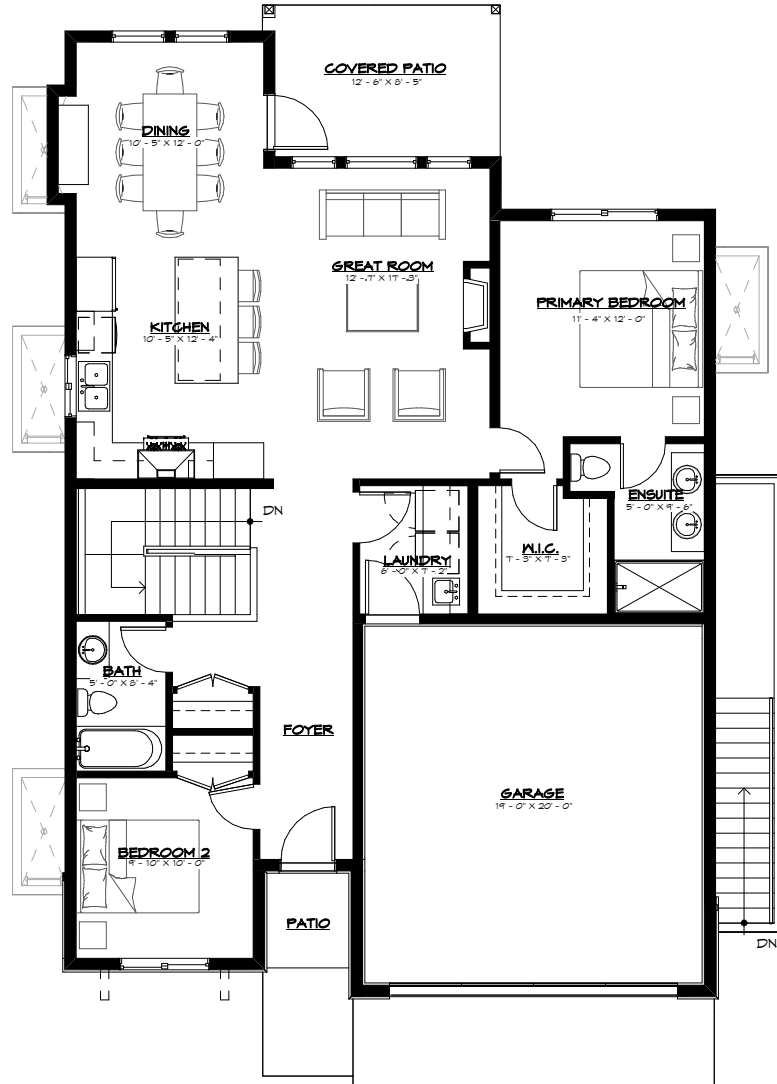 COVERED PATIO
12' - 6" X 8' - 5"
DINING
10' - 5" X 12' - 0"
GREAT ROOM
12' - 7" X 17' - 3"
PRIMARY BEDROOM
11' - 4" X 12' - 0"
KITCHEN
10' - 5" X 12' - 4"
ENSUITE
5' - 0" X 9' - 6"
DN
W.I.C.
7' - 3" X 7' - 3"
LAUNDRY
6' - 0" X 7' - 2"
BATH
5' - 0" X 8' - 4"
FOYER
GARAGE
19' - 0" X 20' - 0"
BEDROOM 2
9' - 10" X 10' - 0"
PATIO
DN